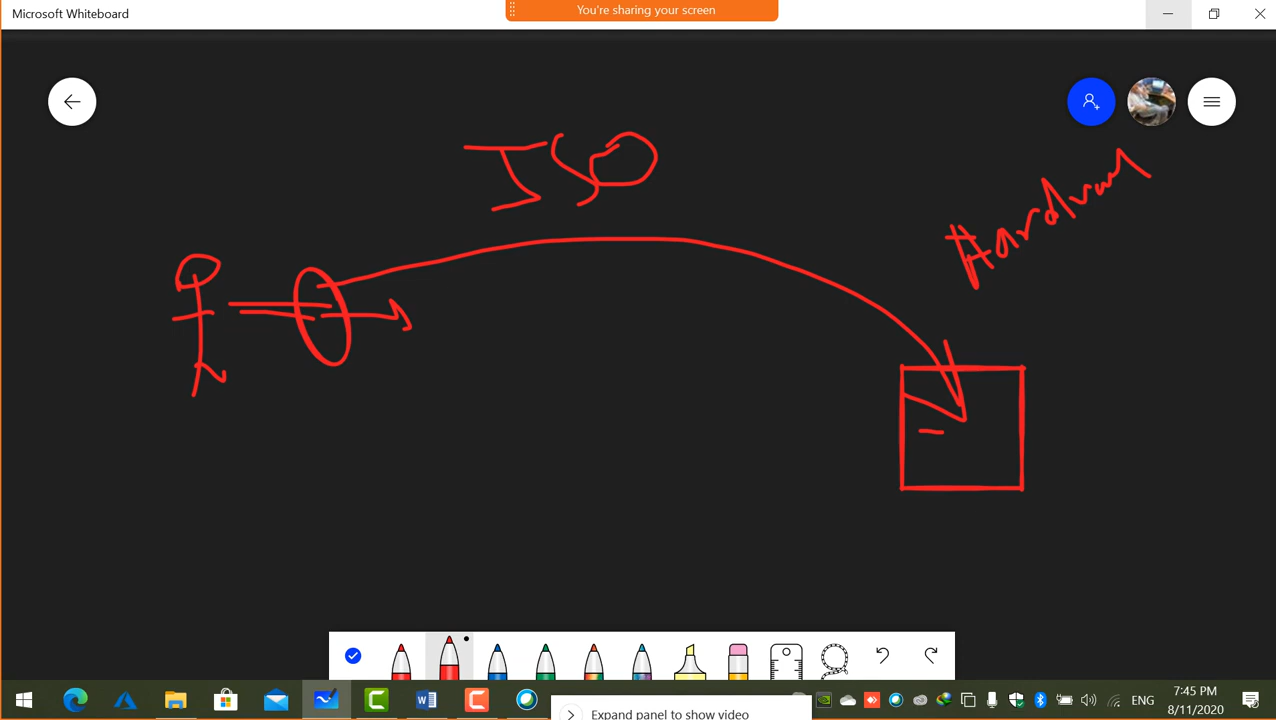 Microsoft Whiteboard
You're sharing your screen
ISO
ENG
7:45 PM
8/11/2020
Expand panel to show video